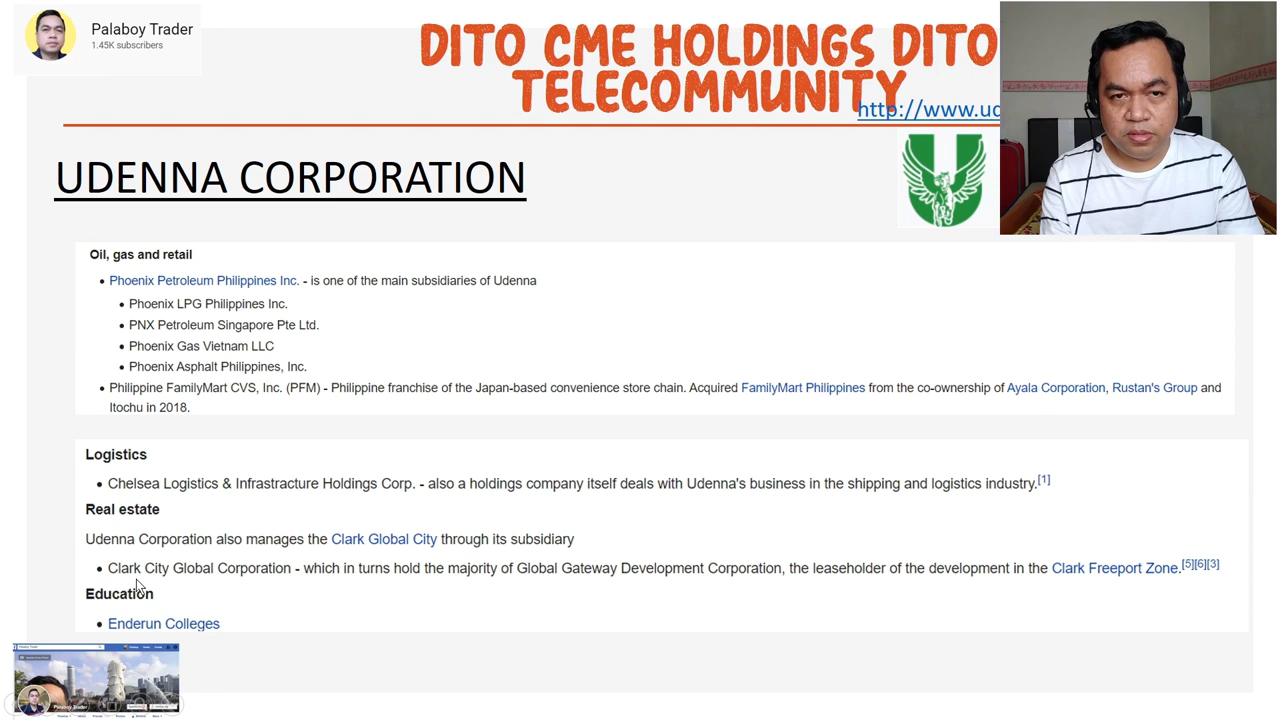 Palaboy Trader
1.45K subscribers
DITO CME HOLDINGS DITO
TELECOMMUNITY
http://www.ud
UDENNA CORPORATION
Oil, gas and retail
• Phoenix Petroleum Philippines Inc. - is one of the main subsidiaries of Udenna
• Phoenix LPG Philippines Inc.
• PNX Petroleum Singapore Pte Ltd.
• Phoenix Gas Vietnam LLC
• Phoenix Asphalt Philippines, Inc.
• Philippine FamilyMart CVS, Inc. (PFM) - Philippine franchise of the Japan-based convenience store chain. Acquired FamilyMart Philippines from the co-ownership of Ayala Corporation, Rustan's Group and
Itochu in 2018.
Logistics
• Chelsea Logistics & Infrastracture Holdings Corp. - also a holdings company itself deals with Udenna's business in the shipping and logistics industry.[1]
Real estate
Udenna Corporation also manages the Clark Global City through its subsidiary
• Clark City Global Corporation - which in turns hold the majority of Global Gateway Development Corporation, the leaseholder of the development in the Clark Freeport Zone.[5][6][3]
Education
• Enderun Colleges
Palaboy Trader